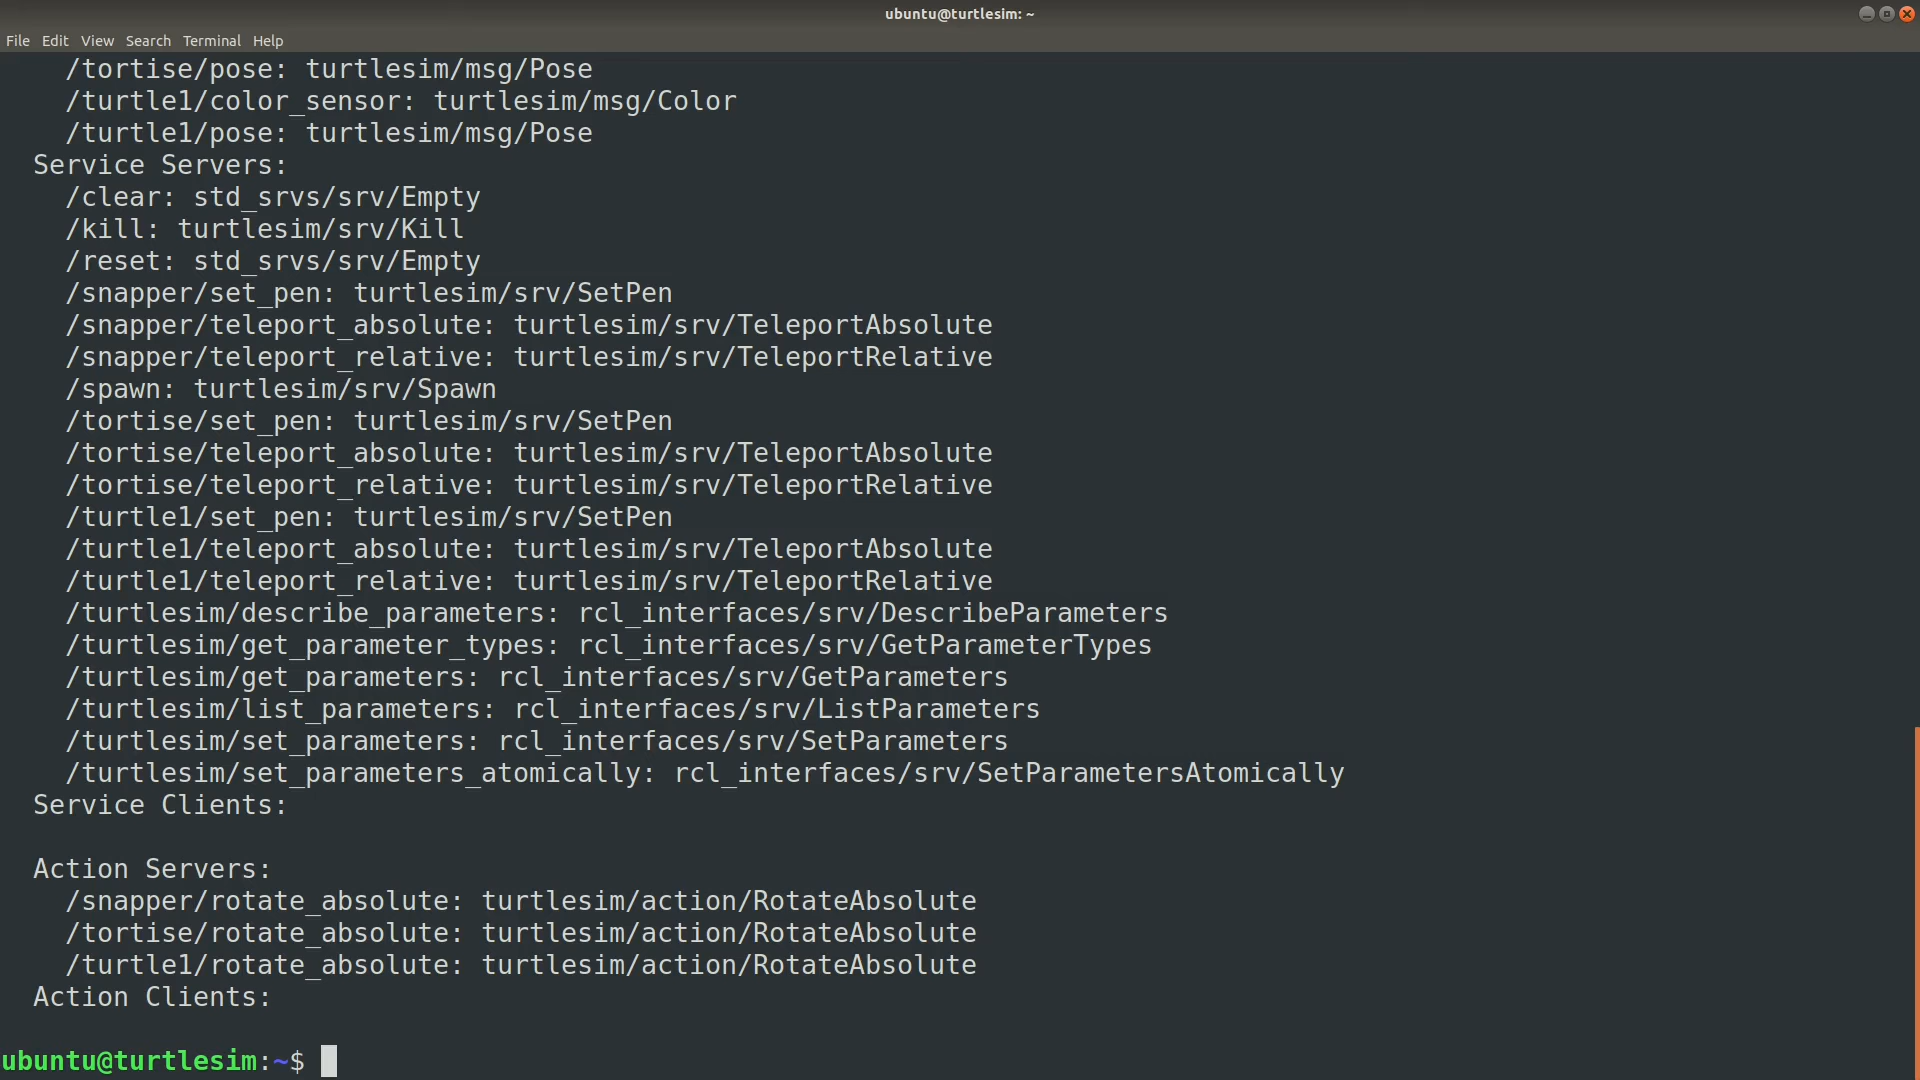 ubuntu@turtlesim: ~
File Edit View Search Terminal Help
/tortise/pose: turtlesim/msg/Pose
/turtle1/color_sensor: turtlesim/msg/Color
/turtle1/pose: turtlesim/msg/Pose
Service Servers:
/clear: std_srvs/srv/Empty
/kill: turtlesim/srv/Kill
/reset: std_srvs/srv/Empty
/snapper/set_pen: turtlesim/srv/SetPen
/snapper/teleport_absolute: turtlesim/srv/TeleportAbsolute
/snapper/teleport_relative: turtlesim/srv/TeleportRelative
/spawn: turtlesim/srv/Spawn
/tortise/set_pen: turtlesim/srv/SetPen
/tortise/teleport_absolute: turtlesim/srv/TeleportAbsolute
/tortise/teleport_relative: turtlesim/srv/TeleportRelative
/turtle1/set_pen: turtlesim/srv/SetPen
/turtle1/teleport_absolute: turtlesim/srv/TeleportAbsolute
/turtle1/teleport_relative: turtlesim/srv/TeleportRelative
/turtlesim/describe_parameters: rcl_interfaces/srv/DescribeParameters
/turtlesim/get_parameter_types: rcl_interfaces/srv/GetParameterTypes
/turtlesim/get_parameters: rcl_interfaces/srv/GetParameters
/turtlesim/list_parameters: rcl_interfaces/srv/ListParameters
/turtlesim/set_parameters: rcl_interfaces/srv/SetParameters
/turtlesim/set_parameters_atomically: rcl_interfaces/srv/SetParametersAtomically
Service Clients:
Action Servers:
/snapper/rotate_absolute: turtlesim/action/RotateAbsolute
/tortise/rotate_absolute: turtlesim/action/RotateAbsolute
/turtle1/rotate_absolute: turtlesim/action/RotateAbsolute
Action Clients:
ubuntu@turtlesim:~$